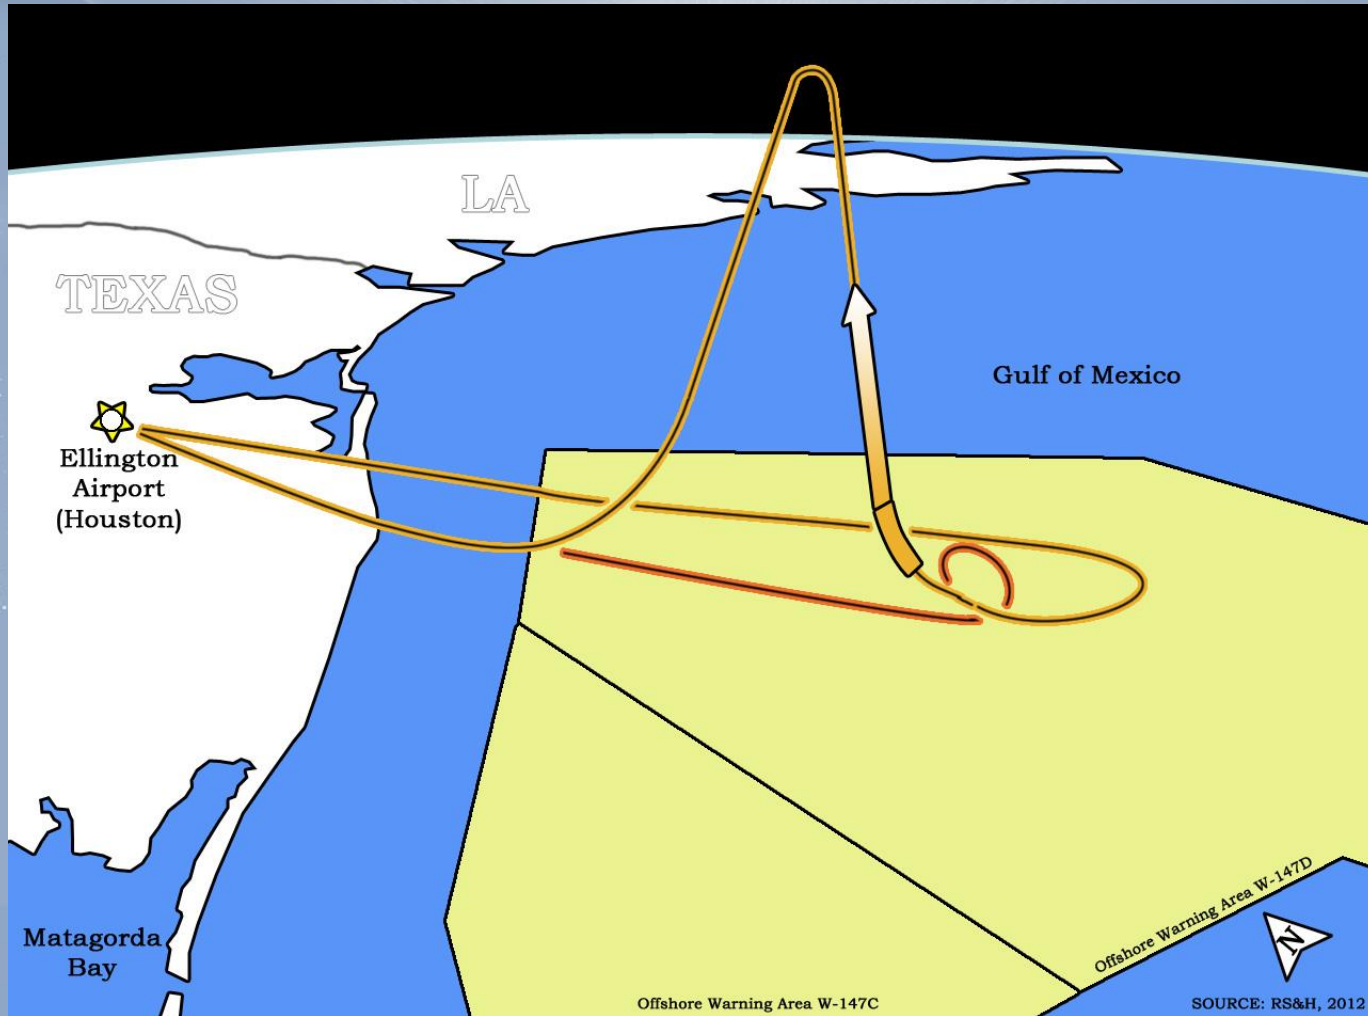 LA
TEXAS
Gulf of Mexico
Ellington
Airport
(Houston)
Matagorda
Bay
Offshore Warning Area W-147D
N
Offshore Warning Area W-147C
SOURCE: RS&H, 2012